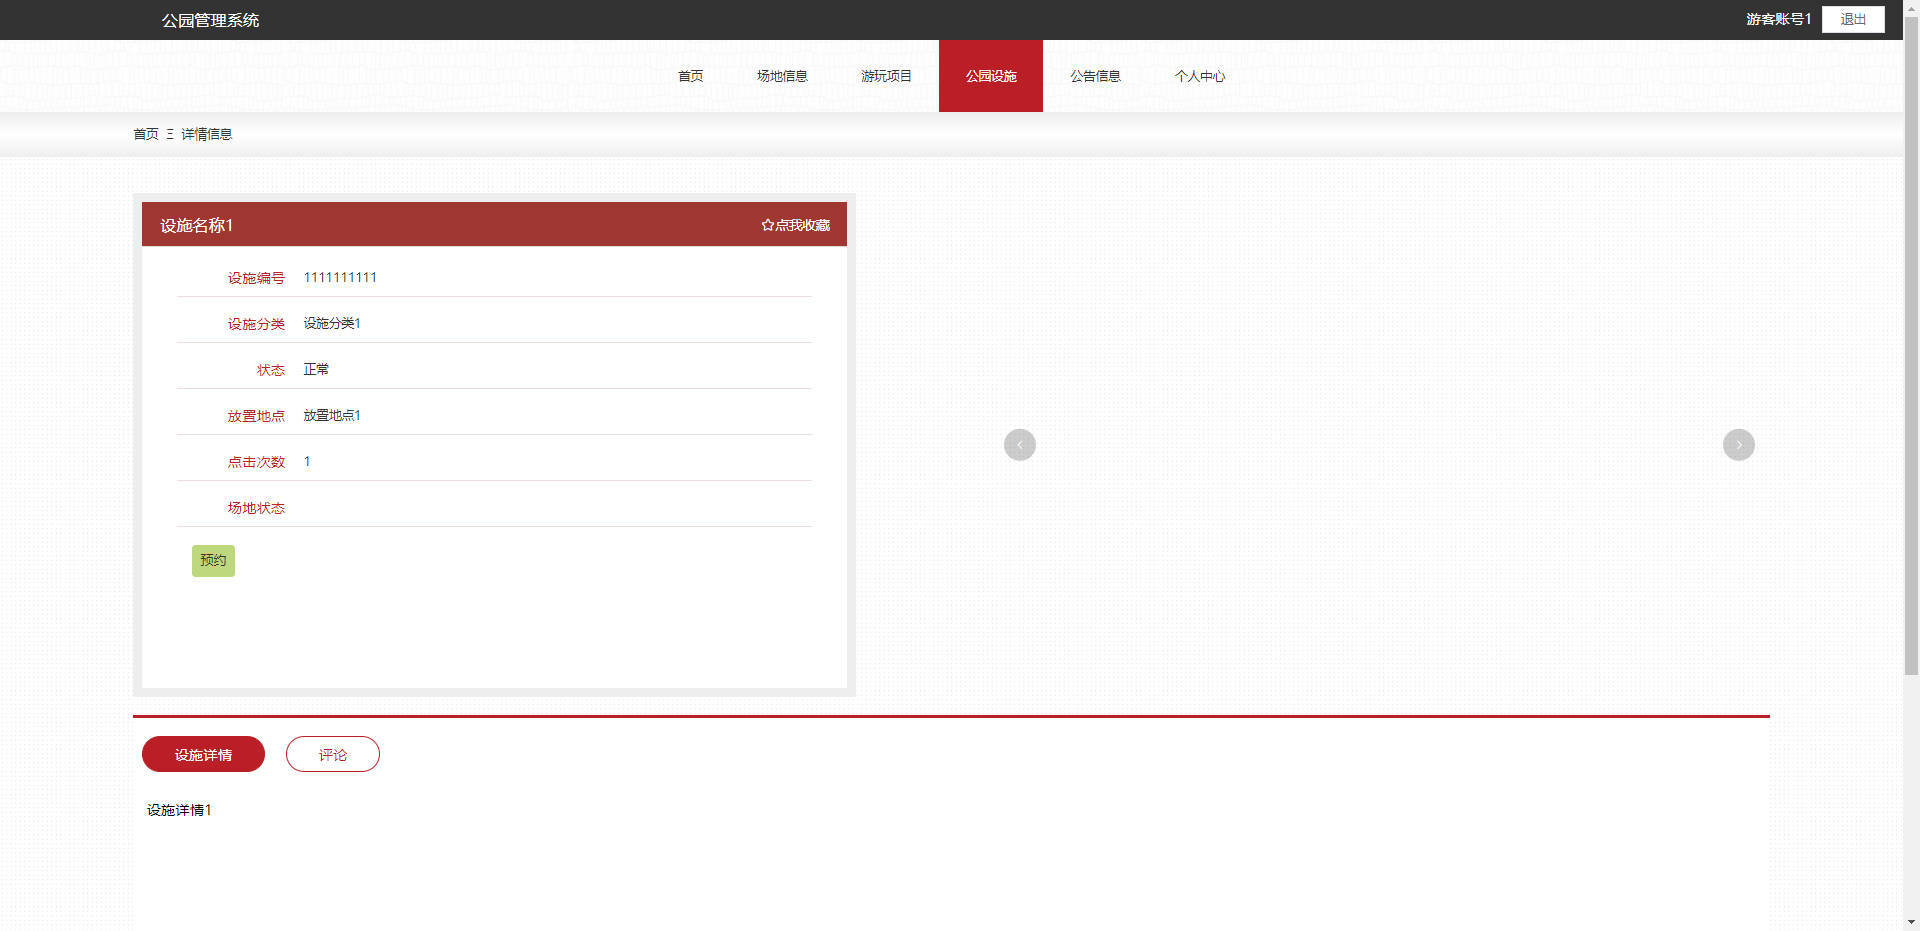 公园管理系统
游客账号1 退出
首页 场地信息 游玩项目 公园设施 公告信息 个人中心
首页 Ξ 详情信息
设施名称1 ☆点我收藏
设施编号 1111111111
设施分类 设施分类1
状态 正常
放置地点 放置地点1
点击次数 1
场地状态
预约
设施详情 评论
设施详情1